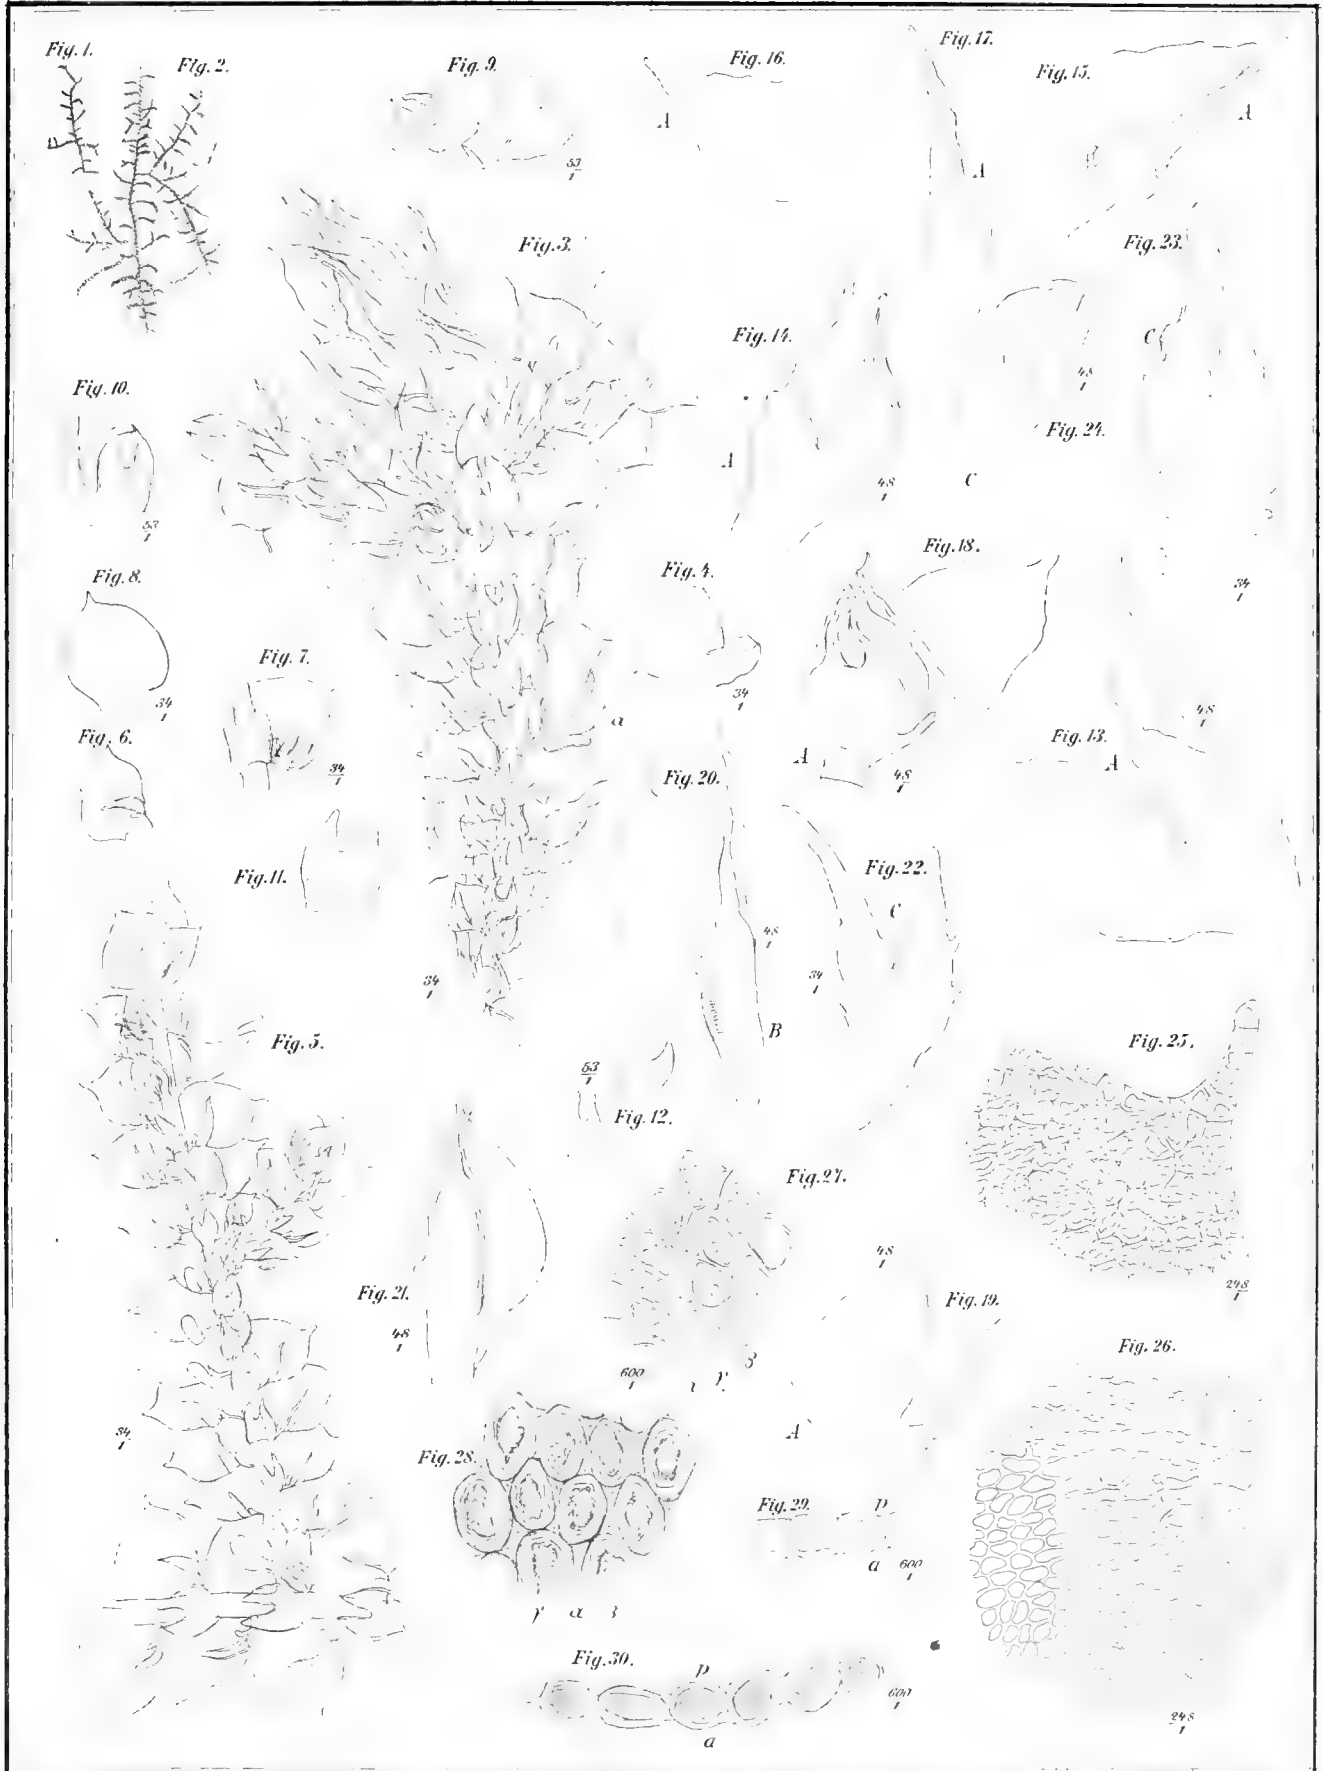 Fig. 1.
Fig. 2.
Fig. 9.
Fig. 16.
Fig. 17.
Fig. 15.
A
A
A
53/1
Fig. 3.
Fig. 23.
Fig. 14.
C
48/1
Fig. 10.
Fig. 24.
A
48/1
C
53/1
Fig. 18.
Fig. 8.
Fig. 4.
34/1
Fig. 7.
34/1
34/1
a
48/1
Fig. 6.
Fig. 13.
34/1
Fig. 20.
A
48/1
A
Fig. 11.
Fig. 22.
C
48/1
34/1
34/1
B
Fig. 5.
Fig. 25.
53/1
Fig. 12.
Fig. 27.
48/1
Fig. 21.
248/1
Fig. 19.
48/1
Fig. 26.
600/1
A
34/1
Fig. 28.
Fig. 29.
p
a
600/1
a
Fig. 30.
p
600/1
a
248/1